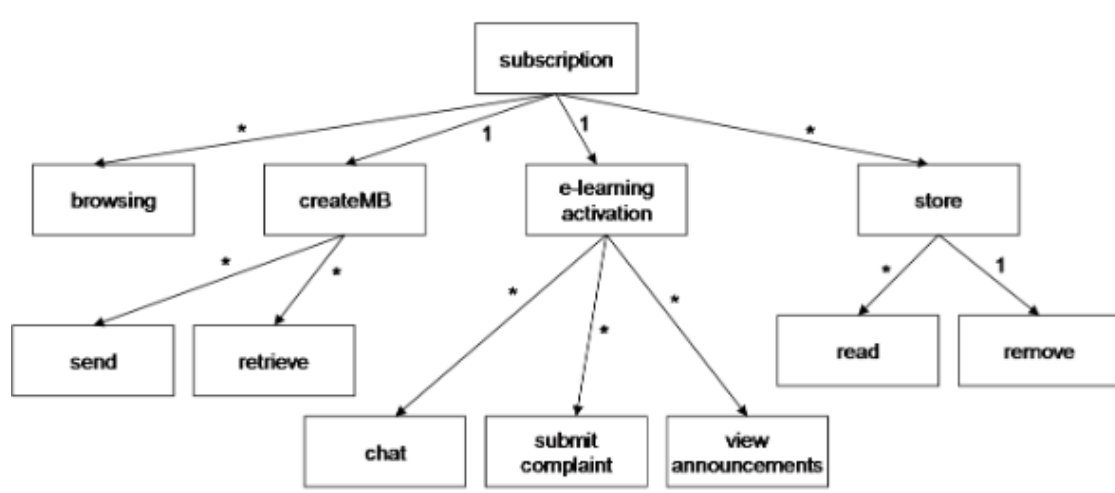 subscription
* 1 1 *
browsing createMB e-learning activation store
* * * * * * 1
send retrieve read remove
chat submit complaint view announcements